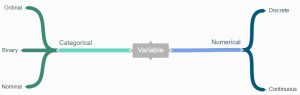 Ordinal
Discrete
Categorical
Numerical
Binary
Variable
Nominal
Continuous